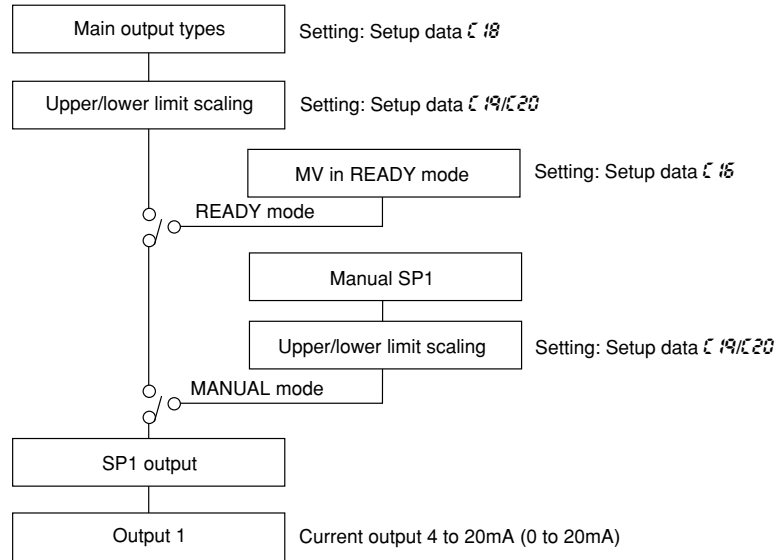 Main output types
Setting: Setup data C18
Upper/lower limit scaling
Setting: Setup data C19/C20
MV in READY mode
Setting: Setup data C16
READY mode
Manual SP1
Upper/lower limit scaling
Setting: Setup data C19/C20
MANUAL mode
SP1 output
Output 1
Current output 4 to 20mA (0 to 20mA)